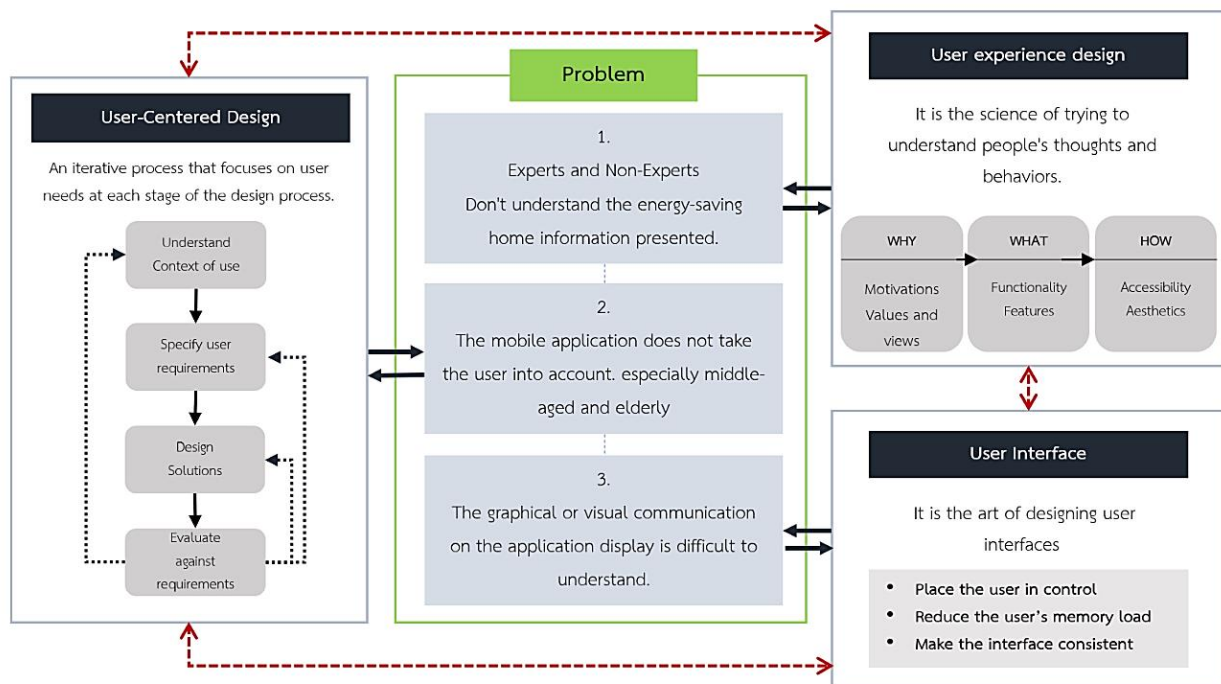 User-Centered Design
An iterative process that focuses on user
needs at each stage of the design process.
Understand
Context of use
Specify user
requirements
Design
Solutions
Evaluate
against
requirements
Problem
1.
Experts and Non-Experts
Don't understand the energy-saving
home information presented.
2.
The mobile application does not take
the user into account. especially middle-
aged and elderly
3.
The graphical or visual communication
on the application display is difficult to
understand.
User experience design
It is the science of trying to
understand people's thoughts and
behaviors.
WHY
Motivations
Values and
views
WHAT
Functionality
Features
HOW
Accessibility
Aesthetics
User Interface
It is the art of designing user
interfaces
• Place the user in control
• Reduce the user's memory load
• Make the interface consistent